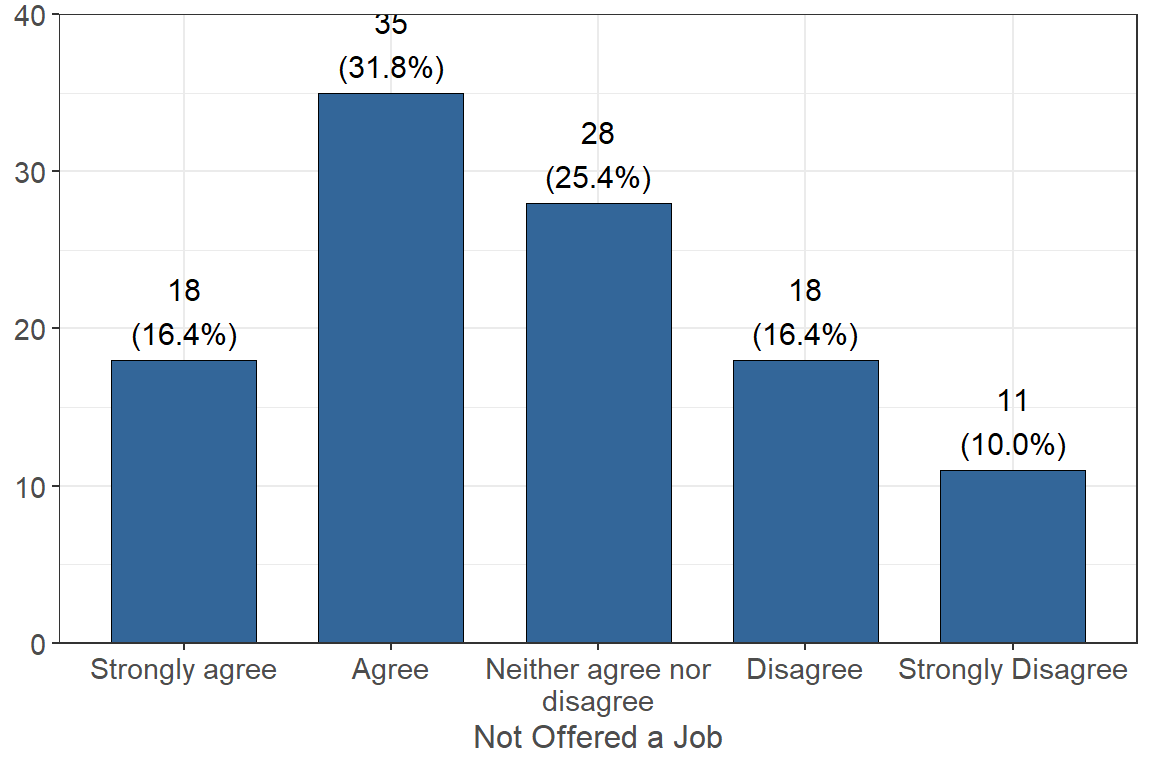 40
30
20
10
0
18
(16.4%)
35
(31.8%)
28
(25.4%)
18
(16.4%)
11
(10.0%)
Strongly agree
Agree
Neither agree nor
disagree
Disagree
Strongly Disagree
Not Offered a Job